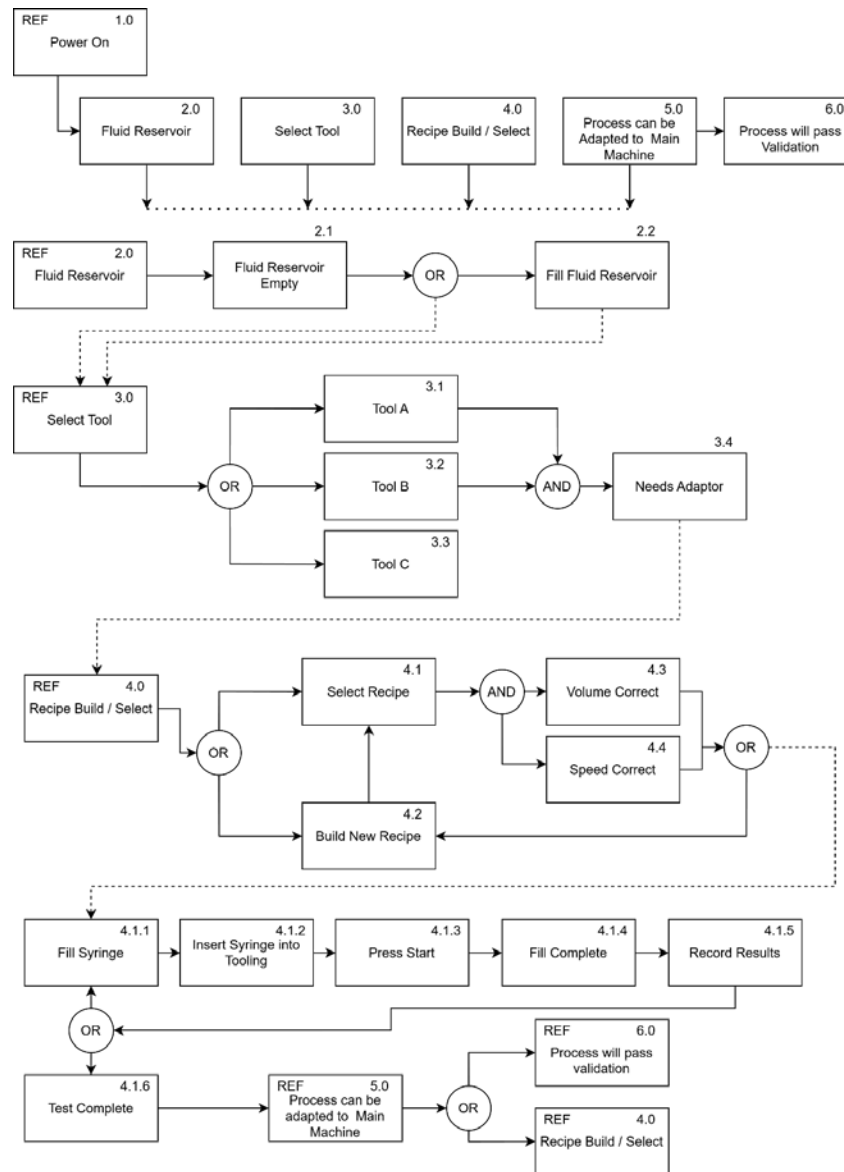 REF 1.0
Power On
2.0
Fluid Reservoir
3.0
Select Tool
4.0
Recipe Build / Select
5.0
Process can be
Adapted to Main
Machine
6.0
Process will pass
Validation
REF 2.0
Fluid Reservoir
2.1
Fluid Reservoir
Empty
OR
2.2
Fill Fluid Reservoir
REF 3.0
Select Tool
OR
3.1
Tool A
3.2
Tool B
3.3
Tool C
AND
3.4
Needs Adaptor
REF 4.0
Recipe Build / Select
OR
4.1
Select Recipe
4.2
Build New Recipe
AND
4.3
Volume Correct
4.4
Speed Correct
OR
4.1.1
Fill Syringe
4.1.2
Insert Syringe into
Tooling
4.1.3
Press Start
4.1.4
Fill Complete
4.1.5
Record Results
OR
4.1.6
Test Complete
REF 5.0
Process can be
adapted to Main
Machine
OR
REF 6.0
Process will pass
validation
REF 4.0
Recipe Build / Select